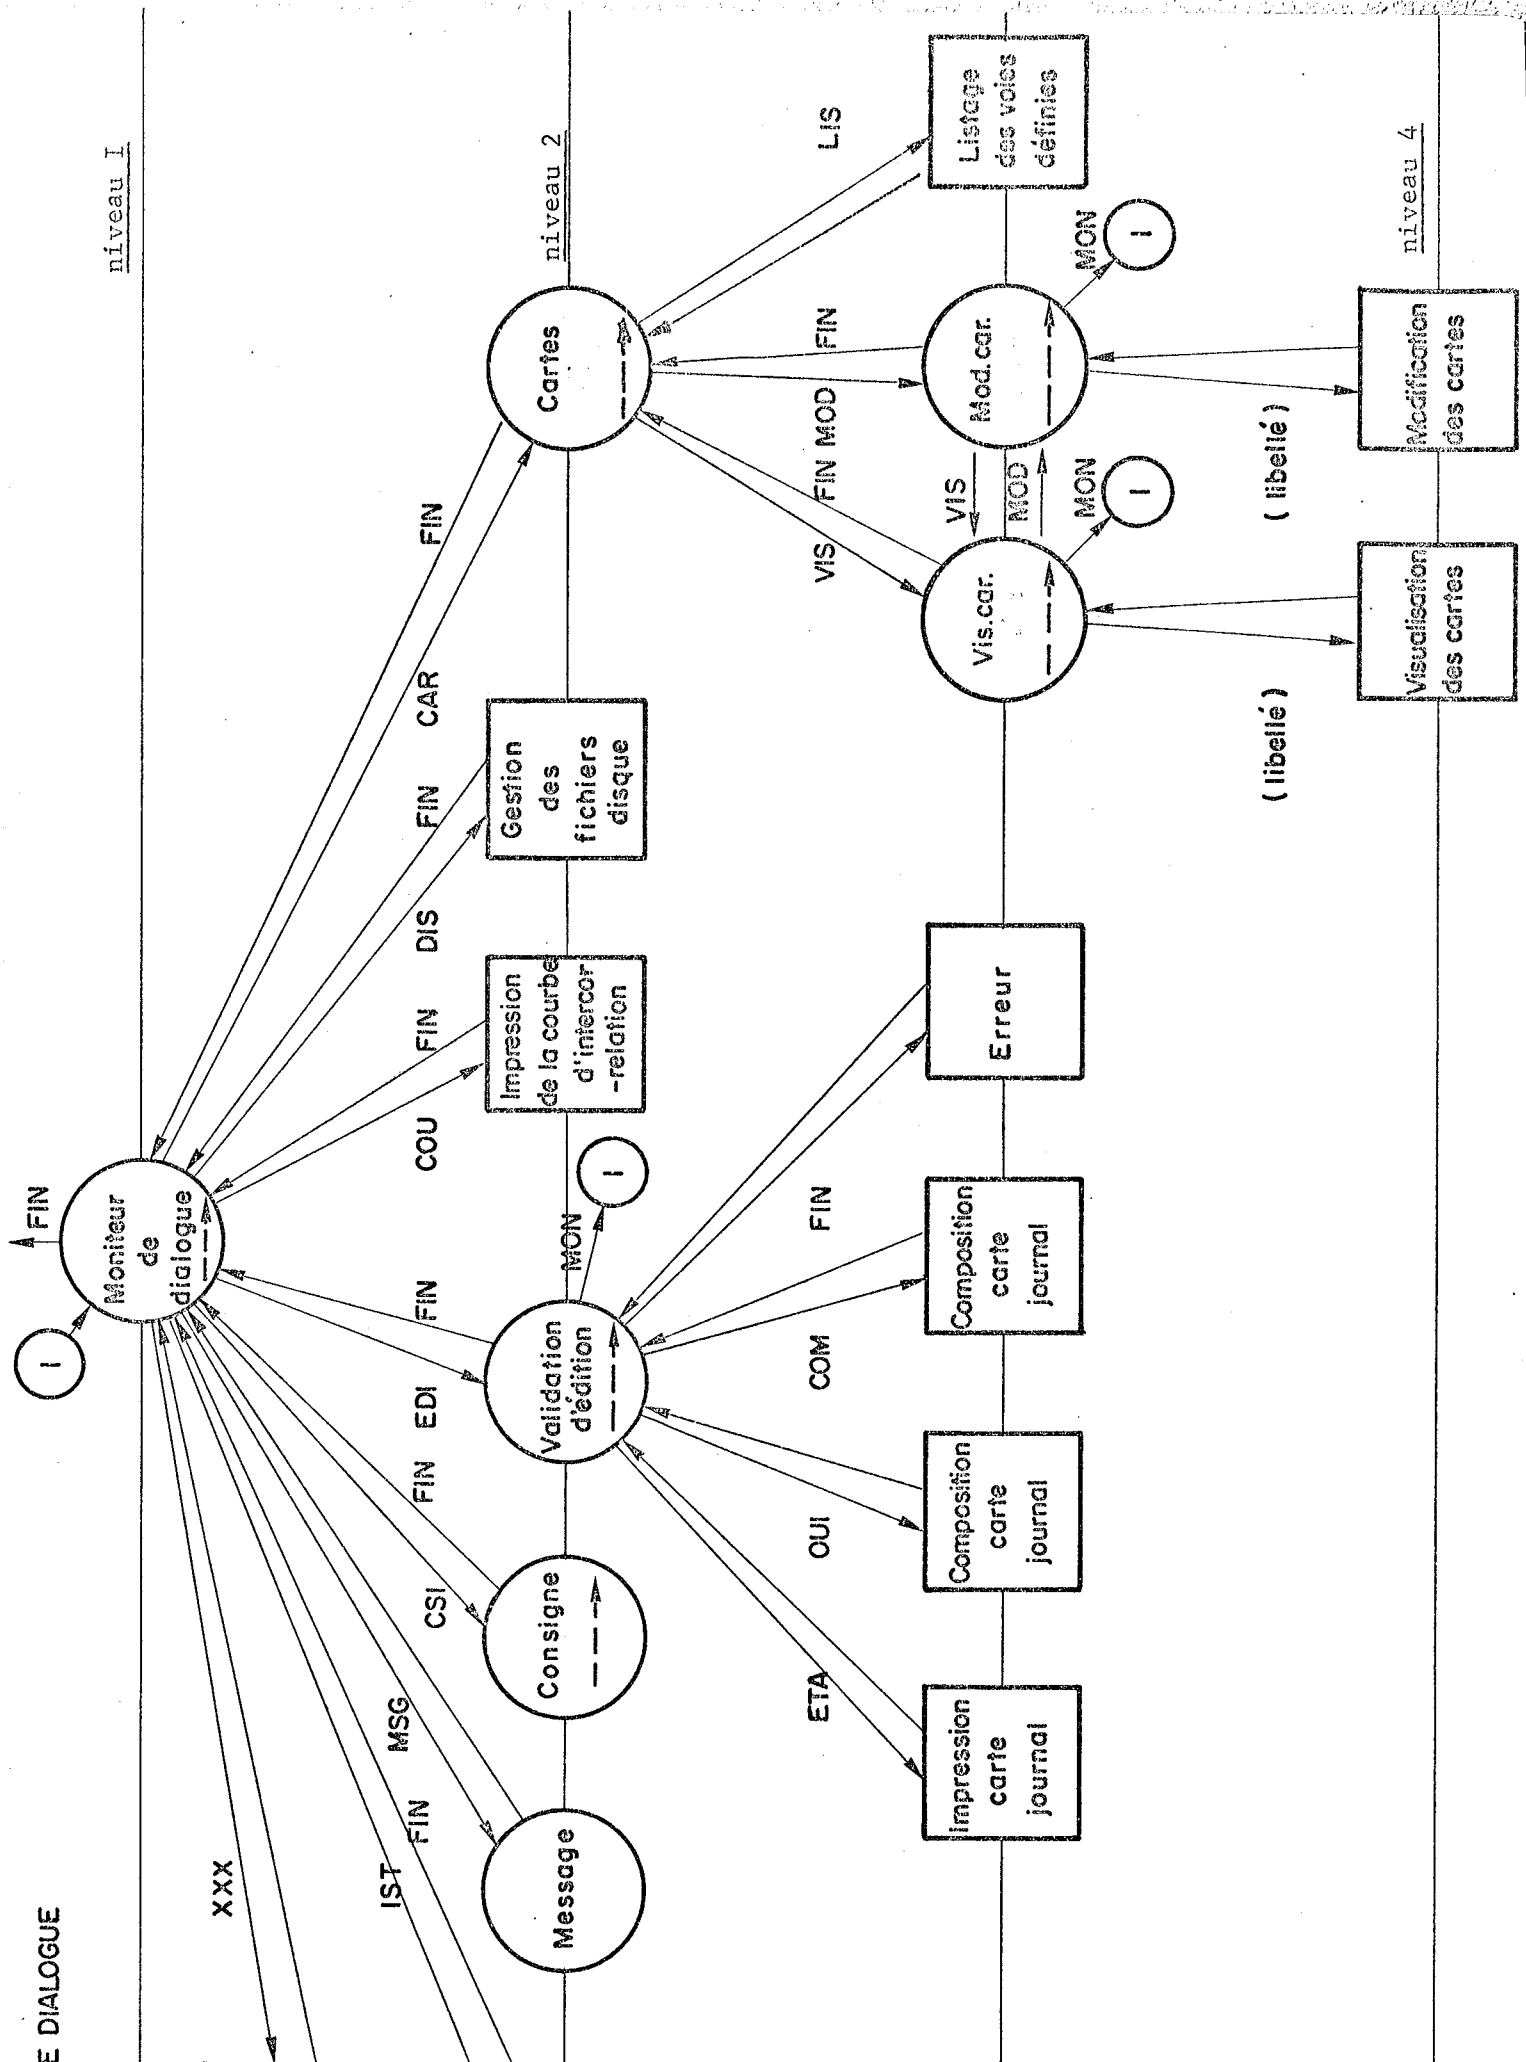 E DIALOGUE
niveau I
FIN
I
Moniteur
de
dialogue
XXX
IST
FIN
MSG
CSI
FIN
EDI
FIN
COU
FIN
DIS
FIN
CAR
FIN
niveau 2
Message
Consigne
Validation
d'édition
MON
I
Impression
de la courbe
d'intercor
-relation
Gestion
des
fichiers
disque
Cartes
ETA
OUI
COM
FIN
VIS
FIN
MOD
FIN
LIS
impression
carte
journal
Composition
carte
journal
Composition
carte
journal
Erreur
Vis.car.
VIS
MOD
MON
I
Mod.car.
MON
I
Listage
des voies
définies
(libellé)
(libellé)
niveau 4
Visualisation
des cartes
Modification
des cartes